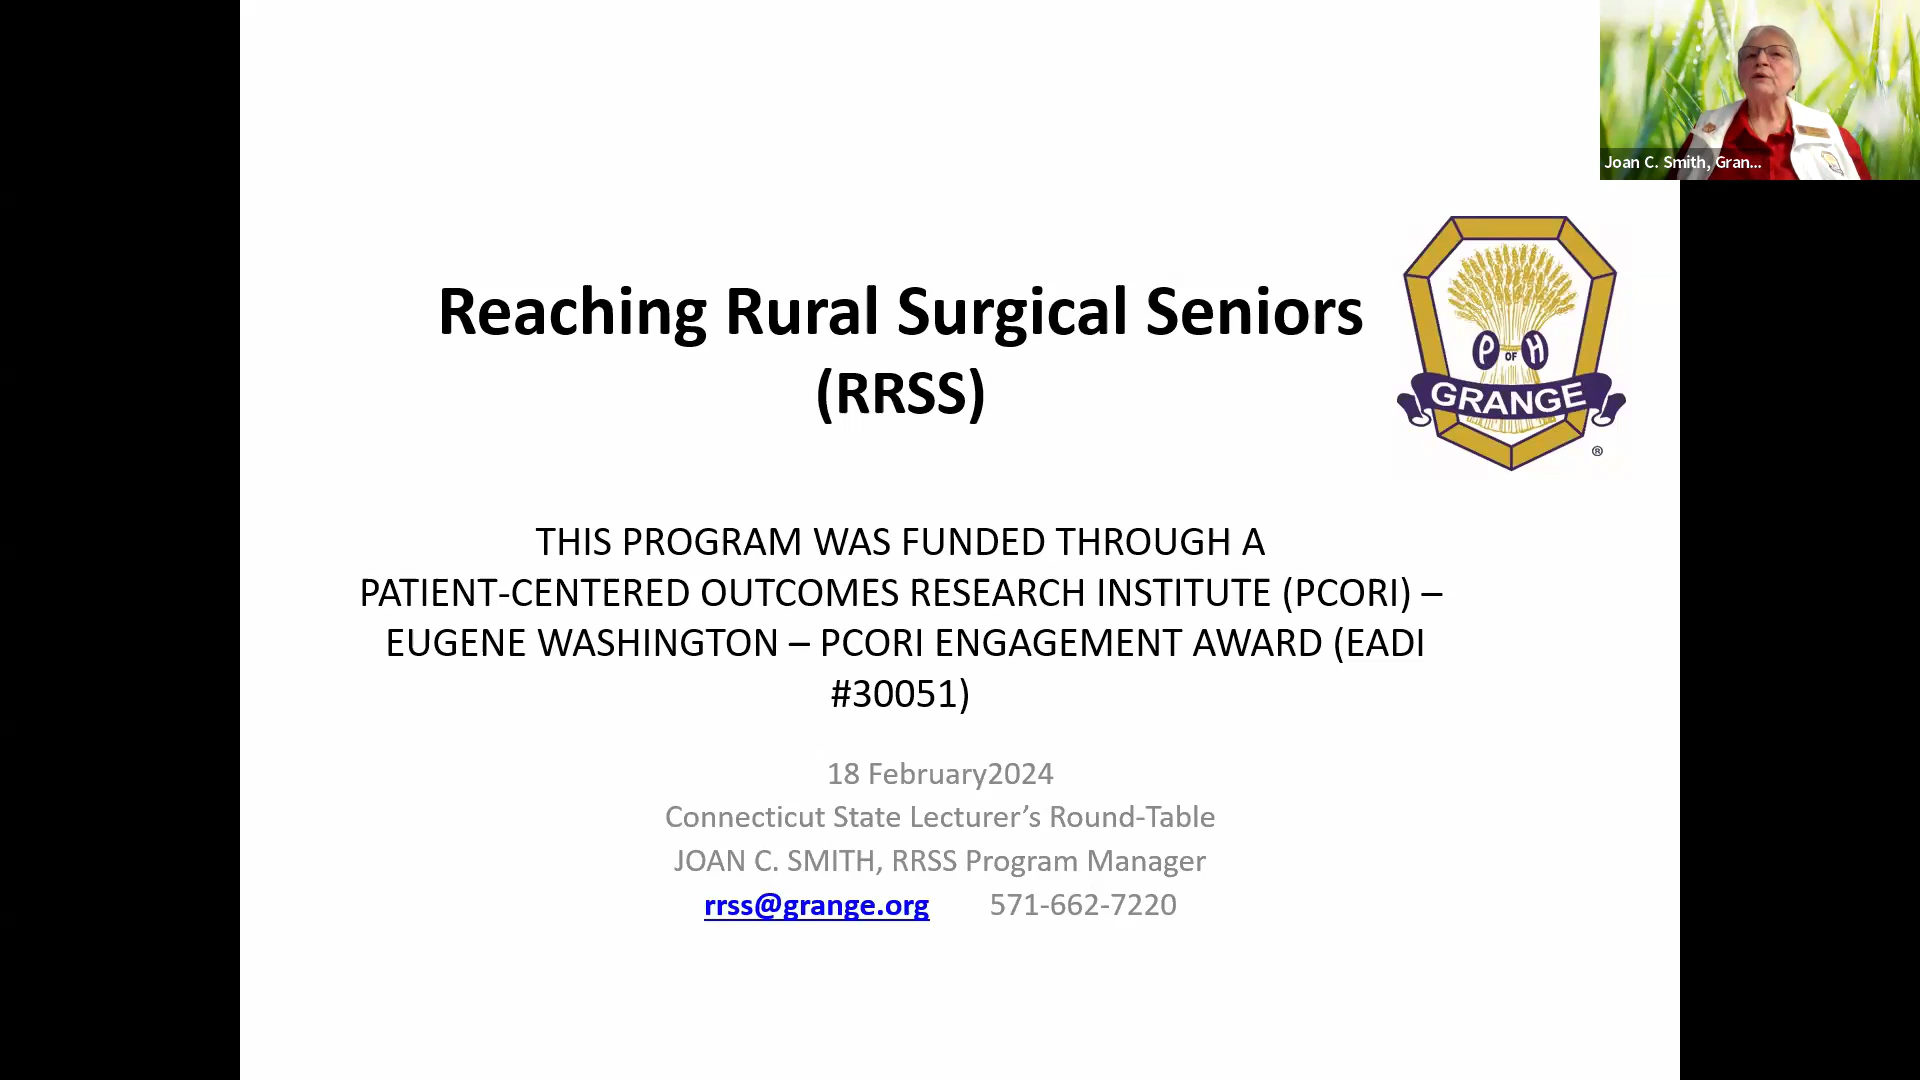 Joan C. Smith, Gran...
Reaching Rural Surgical Seniors
(RRSS)
P OF H
GRANGE
®
THIS PROGRAM WAS FUNDED THROUGH A
PATIENT-CENTERED OUTCOMES RESEARCH INSTITUTE (PCORI) –
EUGENE WASHINGTON – PCORI ENGAGEMENT AWARD (EADI
#30051)
18 February2024
Connecticut State Lecturer’s Round-Table
JOAN C. SMITH, RRSS Program Manager
rrss@grange.org 571-662-7220